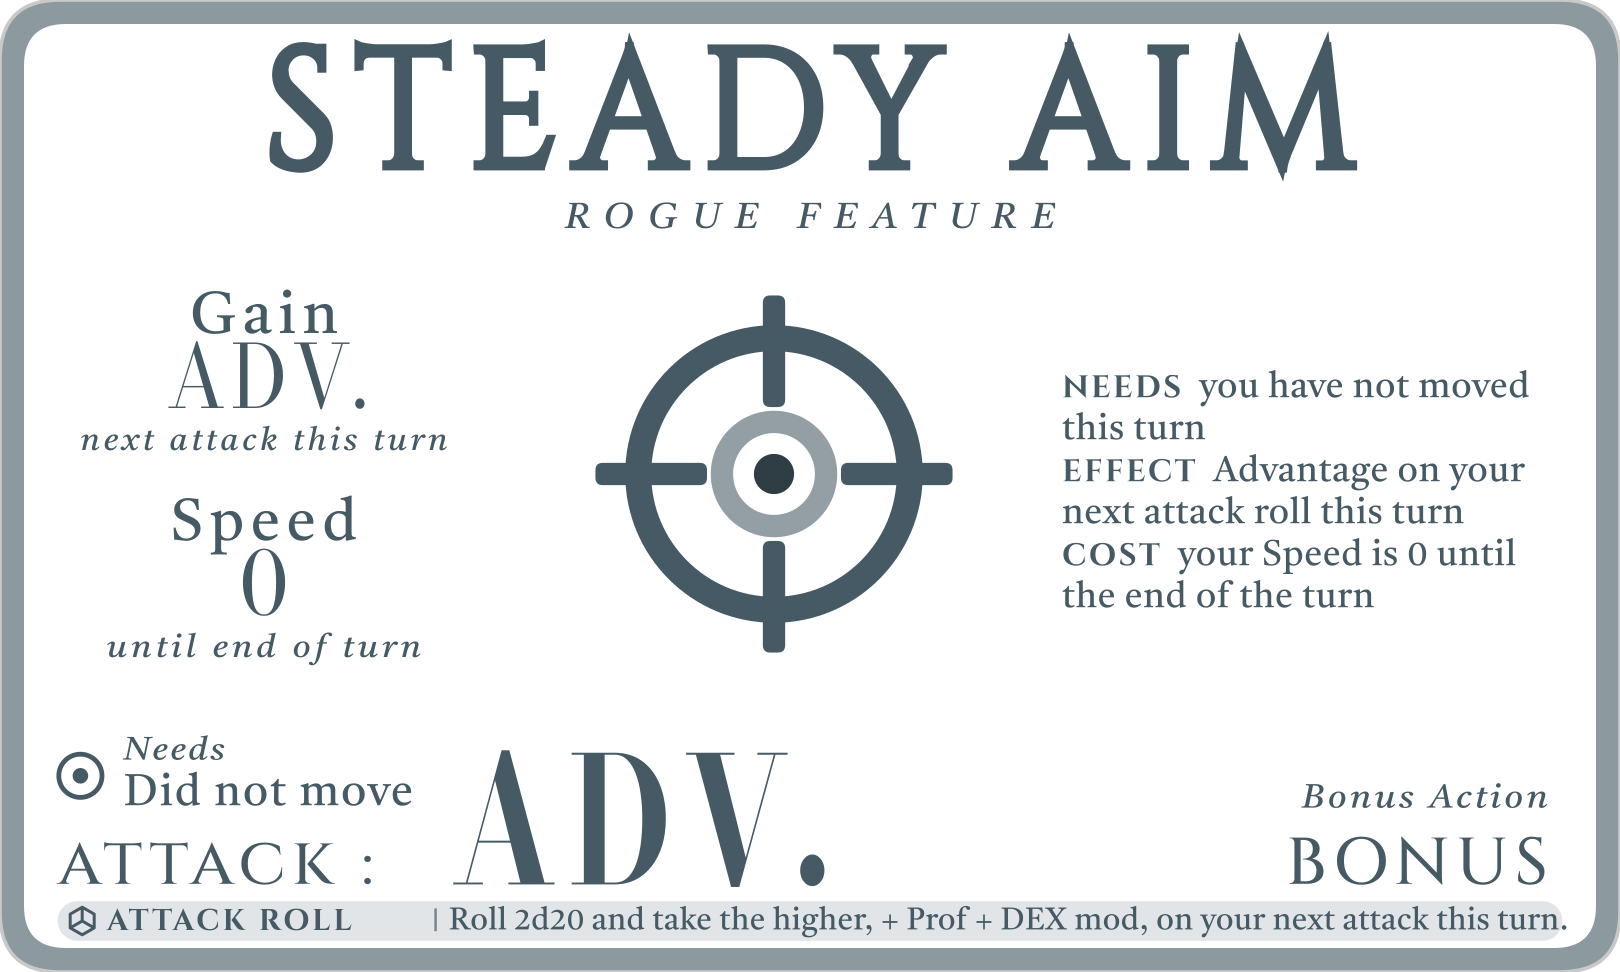 STEADY AIM
ROGUE FEATURE
Gain
ADV.
next attack this turn
Speed
0
until end of turn
NEEDS you have not moved
this turn
EFFECT Advantage on your
next attack roll this turn
COST your Speed is 0 until
the end of the turn
Needs
Did not move
ATTACK :
ADV.
Bonus Action
BONUS
ATTACK ROLL | Roll 2d20 and take the higher, + Prof + DEX mod, on your next attack this turn.